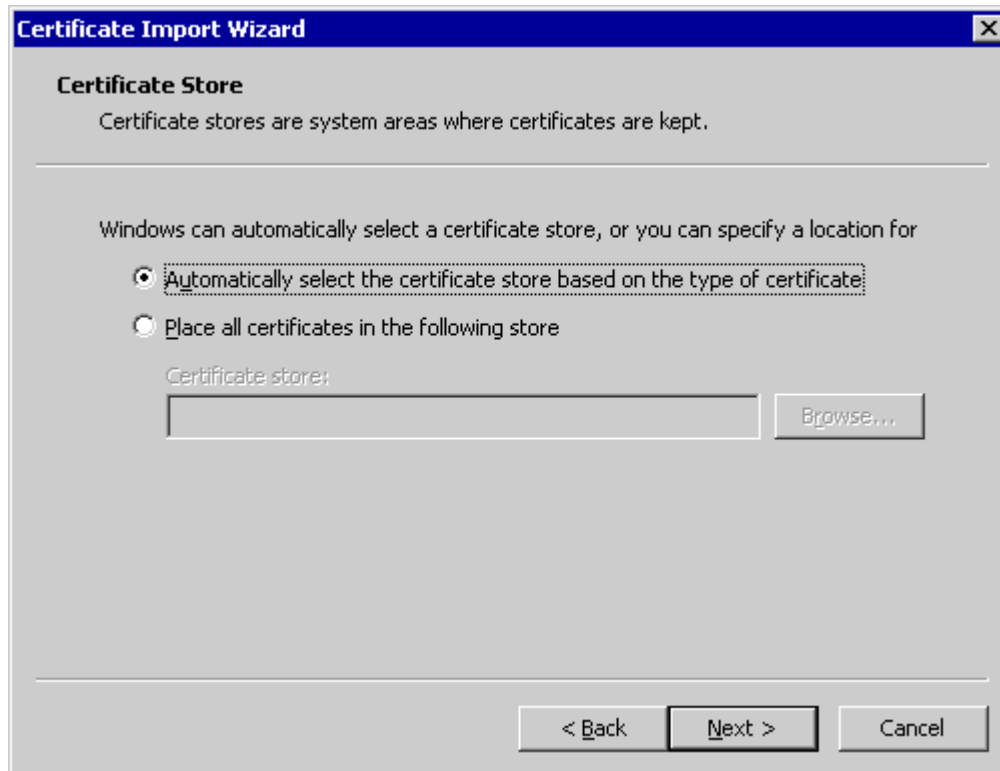 Certificate Import Wizard
Certificate Store
Certificate stores are system areas where certificates are kept.
Windows can automatically select a certificate store, or you can specify a location for
Automatically select the certificate store based on the type of certificate
Place all certificates in the following store
Certificate store:
Browse...
< Back
Next >
Cancel